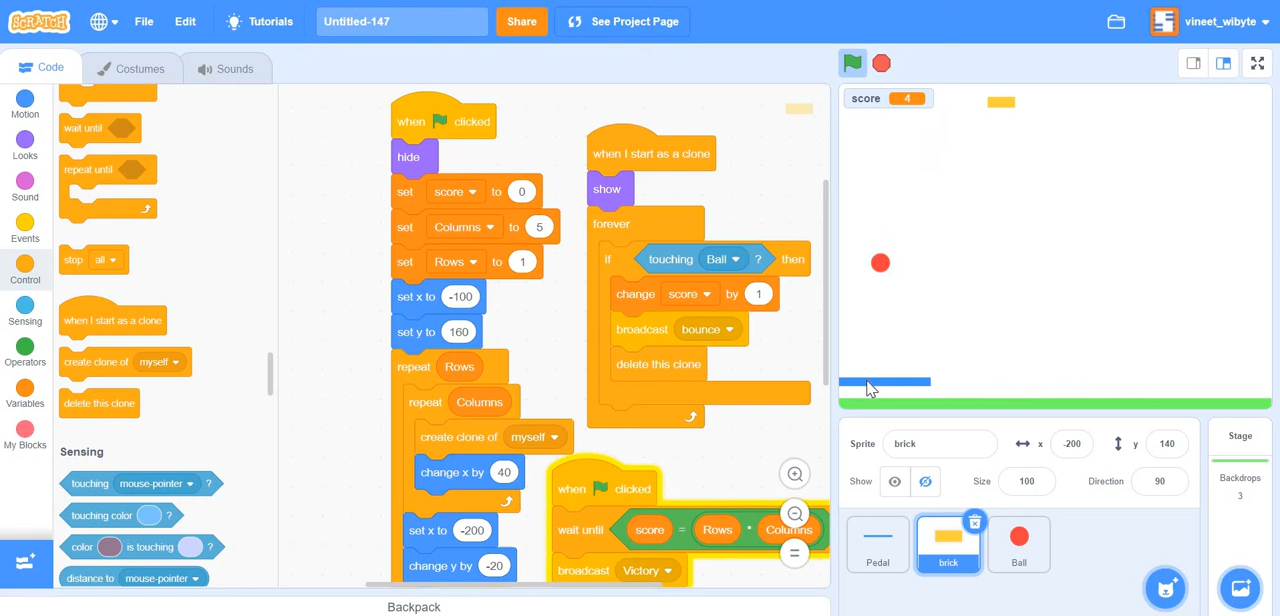 SCRATCH File Edit Tutorials Untitled-147 Share See Project Page vineet_wibyte
Code Costumes Sounds
Motion
Looks
Sound
Events
Control
Sensing
Operators
Variables
My Blocks
wait until
repeat until
stop all
when I start as a clone
create clone of myself
delete this clone
Sensing
touching mouse-pointer ?
touching color ?
color is touching ?
distance to mouse-pointer
when clicked
hide
set score to 0
set Columns to 5
set Rows to 1
set x to -100
set y to 160
repeat Rows
repeat Columns
create clone of myself
change x by 40
set x to -200
change y by -20
when I start as a clone
show
forever
if touching Ball ? then
change score by 1
broadcast bounce
delete this clone
when clicked
wait until score = Rows * Columns
broadcast Victory
Backpack
score 4
Sprite brick x -200 y 140
Show Size 100 Direction 90
Pedal brick Ball
Stage
Backdrops
3